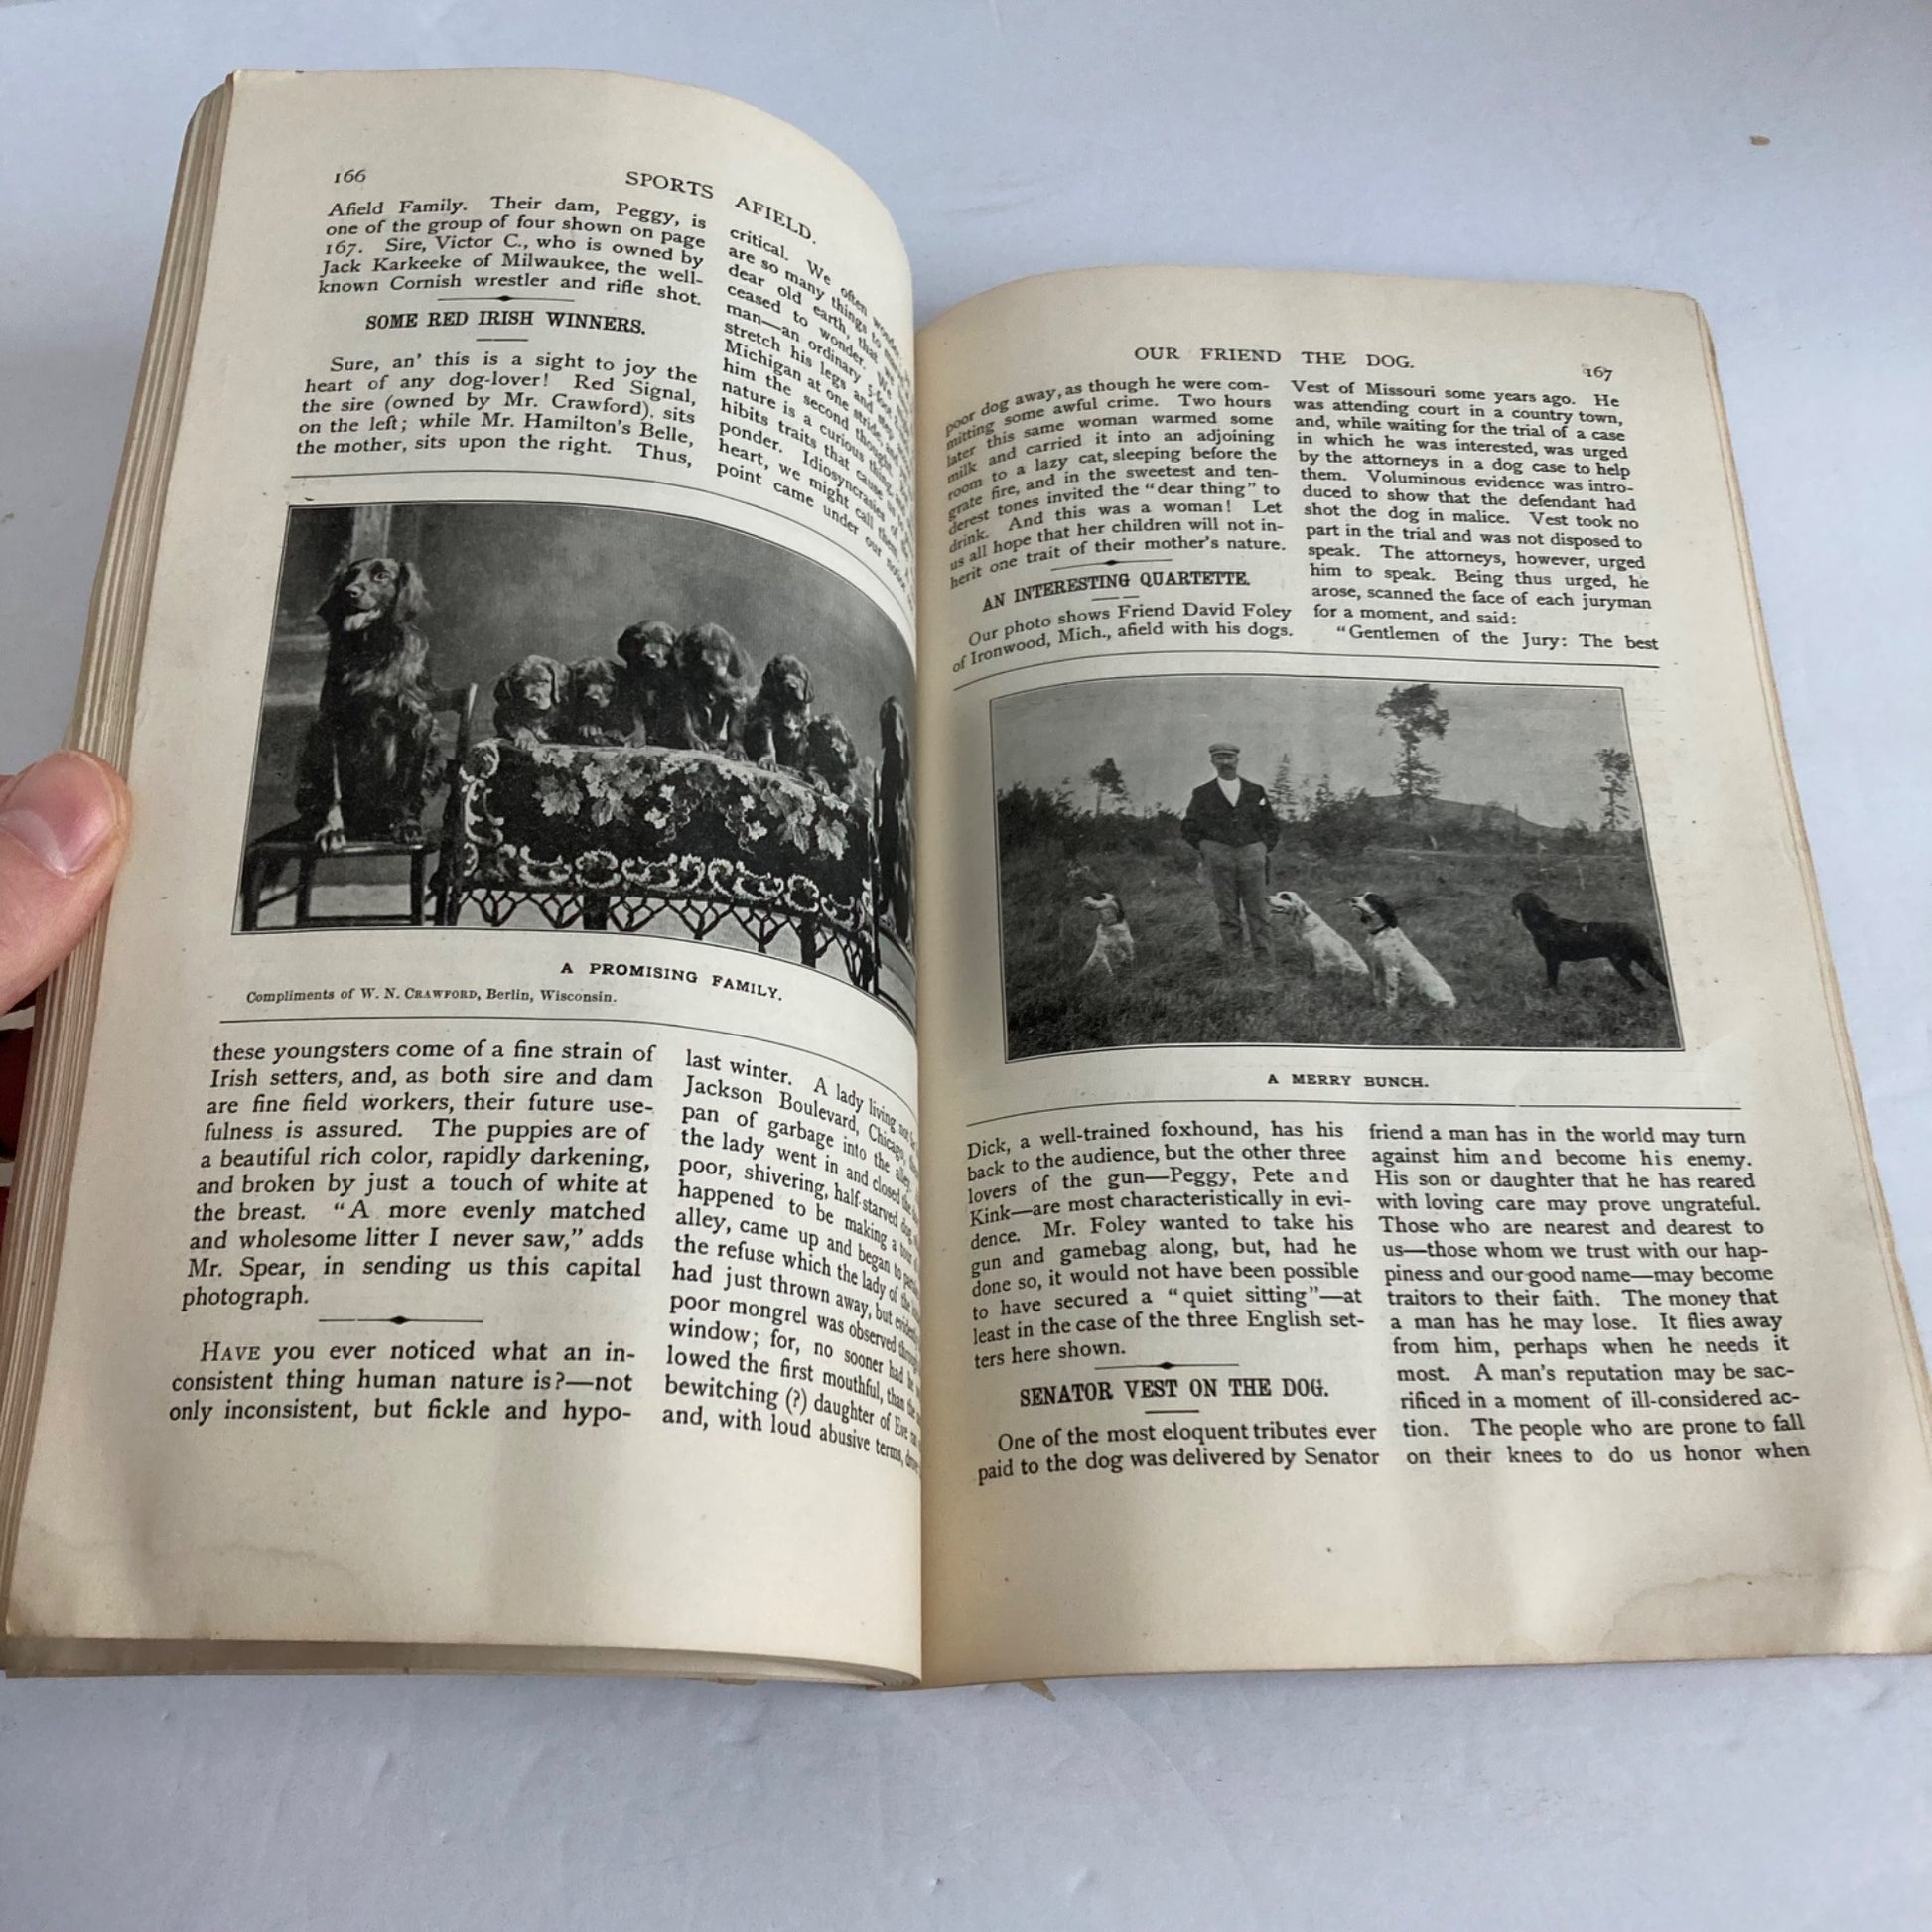 166
SPORTS AFIELD.
Afield Family. Their dam, Peggy, is
one of the group of four shown on page
167. Sire, Victor C., who is owned by
Jack Karkeeke of Milwaukee, the well-
known Cornish wrestler and rifle shot.
SOME RED IRISH WINNERS.
Sure, an' this is a sight to joy the
heart of any dog-lover! Red Signal,
the sire (owned by Mr. Crawford), sits
on the left; while Mr. Hamilton's Belle,
the mother, sits upon the right. Thus,
critical. We often wonder
are so many things to
dear old earth, that
ceased to wonder. We
man—an ordinary 5-foot
stretch his legs and
Michigan at one stride, and
him the second thought.
nature is a curious thing, and
hibits traits that cause us to
ponder. Idiosyncrasies of the
heart, we might call them.
point came under our notice
A PROMISING FAMILY.
Compliments of W. N. CRAWFORD, Berlin, Wisconsin.
these youngsters come of a fine strain of
Irish setters, and, as both sire and dam
are fine field workers, their future use-
fulness is assured. The puppies are of
a beautiful rich color, rapidly darkening,
and broken by just a touch of white at
the breast. "A more evenly matched
and wholesome litter I never saw," adds
Mr. Spear, in sending us this capital
photograph.
HAVE you ever noticed what an in-
consistent thing human nature is?—not
only inconsistent, but fickle and hypo-
last winter. A lady living not
Jackson Boulevard, Chicago,
pan of garbage into the alley.
the lady went in and closed the
poor, shivering, half-starved dog
happened to be making a tour
alley, came up and began to
the refuse which the lady of the
had just thrown away, but
poor mongrel was observed through
window; for, no sooner had he
lowed the first mouthful, than the
bewitching (?) daughter of Eve
and, with loud abusive terms,
OUR FRIEND THE DOG.
167
poor dog away, as though he were com-
mitting some awful crime. Two hours
later this same woman warmed some
milk and carried it into an adjoining
room to a lazy cat, sleeping before the
grate fire, and in the sweetest and ten-
derest tones invited the "dear thing" to
drink. And this was a woman! Let
us all hope that her children will not in-
herit one trait of their mother's nature.
AN INTERESTING QUARTETTE.
Our photo shows Friend David Foley
of Ironwood, Mich., afield with his dogs.
Vest of Missouri some years ago. He
was attending court in a country town,
and, while waiting for the trial of a case
in which he was interested, was urged
by the attorneys in a dog case to help
them. Voluminous evidence was intro-
duced to show that the defendant had
shot the dog in malice. Vest took no
part in the trial and was not disposed to
speak. The attorneys, however, urged
him to speak. Being thus urged, he
arose, scanned the face of each juryman
for a moment, and said:
"Gentlemen of the Jury: The best
A MERRY BUNCH.
Dick, a well-trained foxhound, has his
back to the audience, but the other three
lovers of the gun—Peggy, Pete and
Kink—are most characteristically in evi-
dence. Mr. Foley wanted to take his
gun and gamebag along, but, had he
done so, it would not have been possible
to have secured a "quiet sitting"—at
least in the case of the three English set-
ters here shown.
SENATOR VEST ON THE DOG.
One of the most eloquent tributes ever
paid to the dog was delivered by Senator
friend a man has in the world may turn
against him and become his enemy.
His son or daughter that he has reared
with loving care may prove ungrateful.
Those who are nearest and dearest to
us—those whom we trust with our hap-
piness and our good name—may become
traitors to their faith. The money that
a man has he may lose. It flies away
from him, perhaps when he needs it
most. A man's reputation may be sac-
rificed in a moment of ill-considered ac-
tion. The people who are prone to fall
on their knees to do us honor when